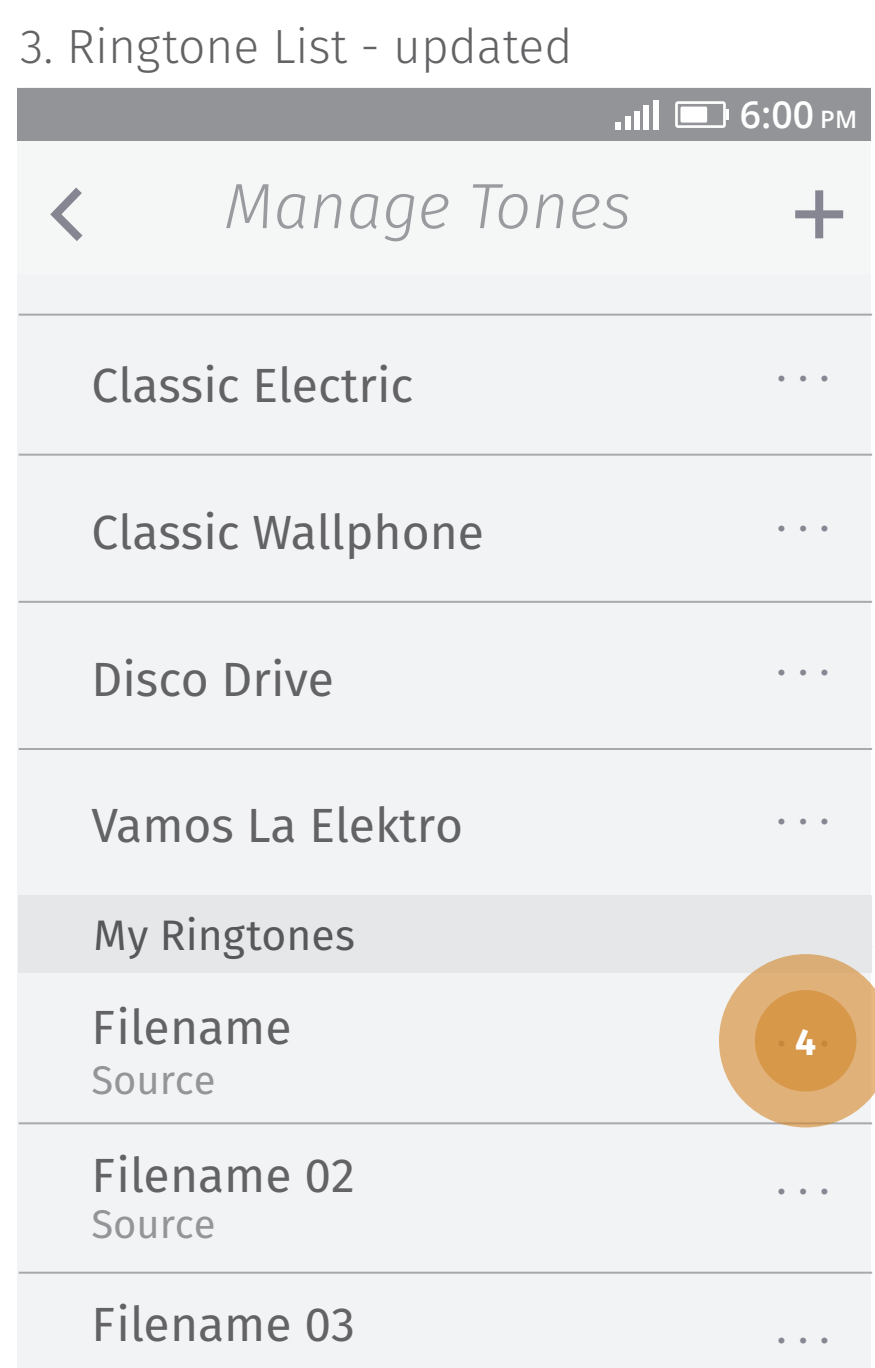 3. Ringtone List - updated
6:00 PM
Manage Tones
Classic Electric
...
Classic Wallphone
...
Disco Drive
...
Vamos La Elektro
...
My Ringtones
Filename
4
Source
Filename 02
...
Source
Filename 03
...